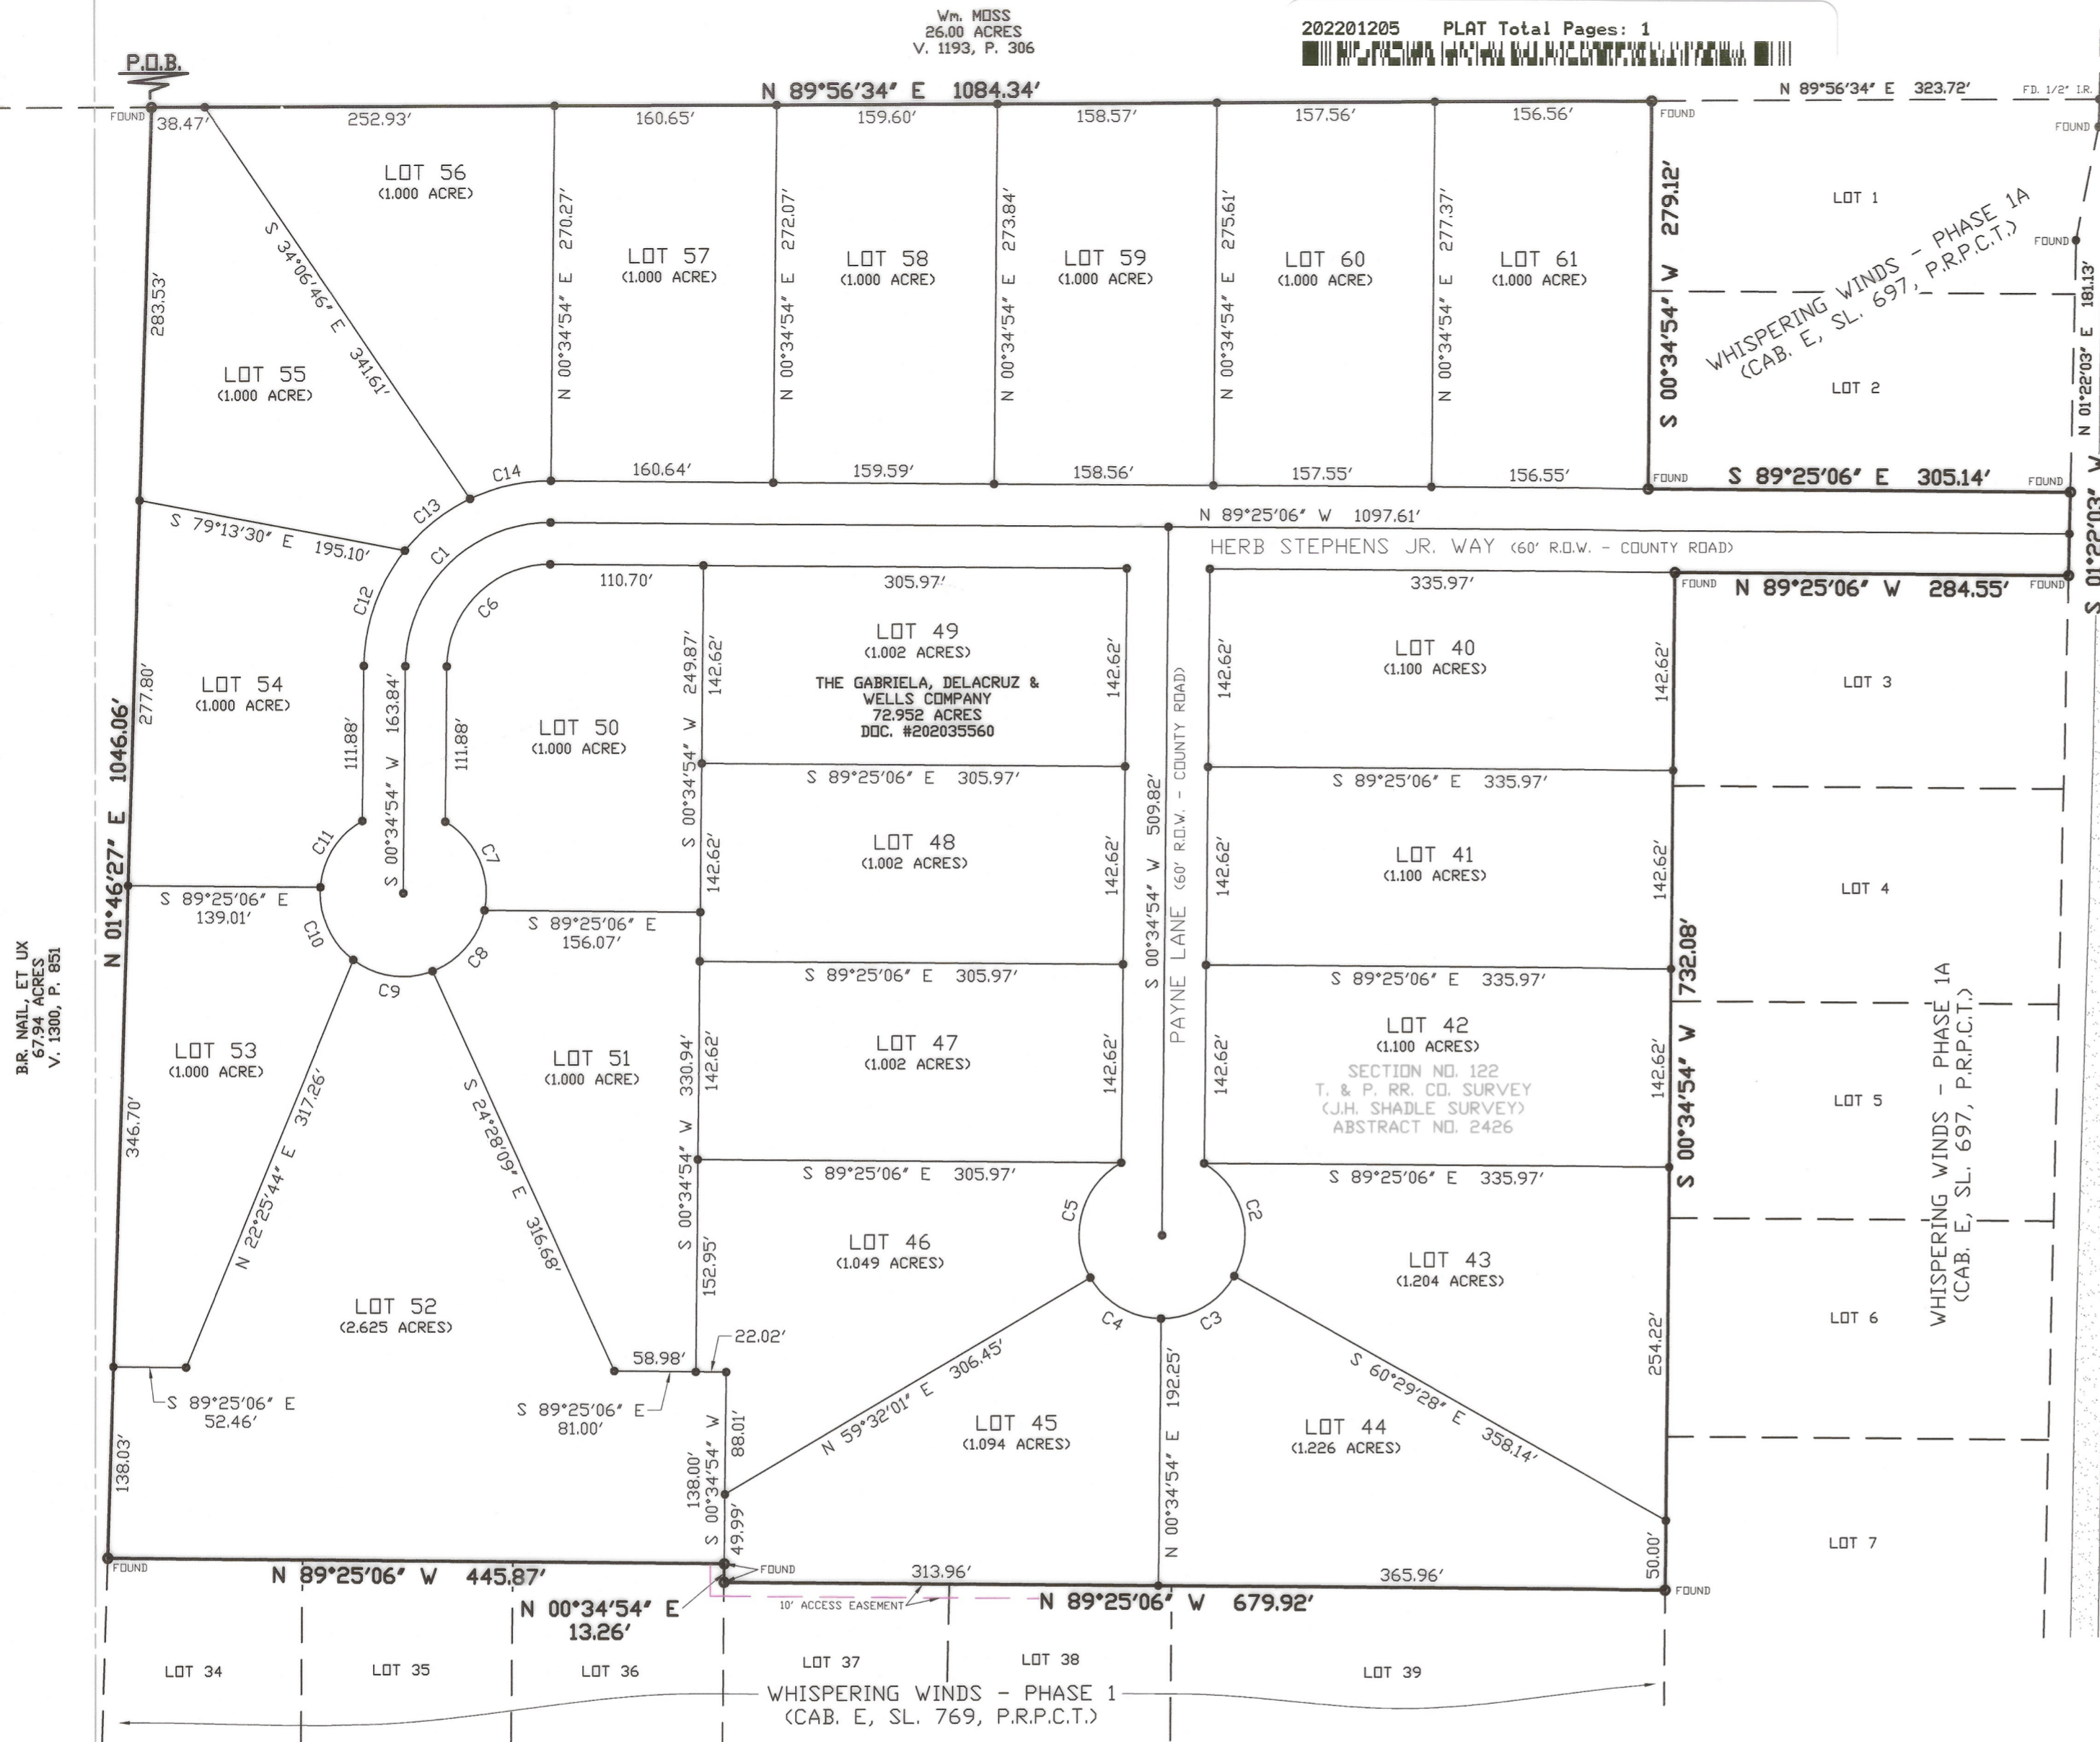 Wm. MOSS
26.00 ACRES
V. 1193, P. 306
202201205 PLAT Total Pages: 1
P.O.B.
N 89°56'34" E 1084.34'
N 89°56'34" E 323.72'
FD. 1/2" I.R.
FOUND
38.47'
252.93'
160.65'
159.60'
158.57'
157.56'
156.56'
FOUND
FOUND
LOT 56
(1.000 ACRE)
S 34°06'46" E 341.61'
N 00°34'54" E 270.27'
LOT 57
(1.000 ACRE)
N 00°34'54" E 272.07'
LOT 58
(1.000 ACRE)
N 00°34'54" E 273.84'
LOT 59
(1.000 ACRE)
N 00°34'54" E 275.61'
LOT 60
(1.000 ACRE)
N 00°34'54" E 277.37'
LOT 61
(1.000 ACRE)
S 00°34'54" W 279.12'
LOT 1
WHISPERING WINDS - PHASE 1A
(CAB. E, SL. 697, P.R.P.C.T.)
FOUND
N 01°22'03" E 181.13'
LOT 2
283.53'
LOT 55
(1.000 ACRE)
C14
160.64'
159.59'
158.56'
157.55'
156.55'
FOUND
S 89°25'06" E 305.14'
FOUND
S 01°22'03" W
C13
S 79°13'30" E 195.10'
C1
N 89°25'06" W 1097.61'
HERB STEPHENS JR. WAY (60' R.O.W. - COUNTY ROAD)
C12
C6
110.70'
305.97'
335.97'
FOUND
N 89°25'06" W 284.55'
FOUND
277.80'
LOT 54
(1.000 ACRE)
111.88'
S 00°34'54" W 163.84'
111.88'
LOT 50
(1.000 ACRE)
S 00°34'54" W 249.87'
142.62'
LOT 49
(1.002 ACRES)
THE GABRIELA, DELACRUZ &
WELLS COMPANY
72.952 ACRES
DOC. #202035560
142.62'
142.62'
LOT 40
(1.100 ACRES)
142.62'
LOT 3
S 89°25'06" E 305.97'
S 89°25'06" E 335.97'
N 01°46'27" E 1046.06'
C11
C7
142.62'
LOT 48
(1.002 ACRES)
142.62'
S 00°34'54" W 509.82'
PAYNE LANE (60' R.O.W. - COUNTY ROAD)
142.62'
LOT 41
(1.100 ACRES)
142.62'
LOT 4
S 89°25'06" E
139.01'
C10
C8
C9
S 89°25'06" E
156.07'
S 89°25'06" E 305.97'
S 89°25'06" E 335.97'
S 00°34'54" W 732.08'
B.R. NAIL, ET UX
67.94 ACRES
V. 1300, P. 851
LOT 53
(1.000 ACRE)
346.70'
N 22°25'44" E 317.26'
S 24°28'09" E 316.68'
LOT 51
(1.000 ACRE)
S 00°34'54" W 330.94'
142.62'
LOT 47
(1.002 ACRES)
142.62'
142.62'
LOT 42
(1.100 ACRES)
SECTION NO. 122
T. & P. RR. CO. SURVEY
(J.H. SHADLE SURVEY)
ABSTRACT NO. 2426
142.62'
LOT 5
WHISPERING WINDS - PHASE 1A
(CAB. E, SL. 697, P.R.P.C.T.)
S 89°25'06" E 305.97'
S 89°25'06" E 335.97'
C5
C2
LOT 46
(1.049 ACRES)
152.95'
LOT 43
(1.204 ACRES)
254.22'
LOT 6
C4
C3
LOT 52
(2.625 ACRES)
22.02'
58.98'
S 89°25'06" E
52.46'
S 89°25'06" E
81.00'
138.03'
S 00°34'54" W
138.00'
88.01'
49.99'
N 59°32'01" E 306.45'
LOT 45
(1.094 ACRES)
N 00°34'54" E 192.25'
LOT 44
(1.226 ACRES)
S 60°29'28" E 358.14'
50.00'
LOT 7
FOUND
N 89°25'06" W 445.87'
FOUND
313.96'
365.96'
FOUND
N 00°34'54" E
13.26'
10' ACCESS EASEMENT
N 89°25'06" W 679.92'
LOT 34
LOT 35
LOT 36
LOT 37
LOT 38
LOT 39
WHISPERING WINDS - PHASE 1
(CAB. E, SL. 769, P.R.P.C.T.)